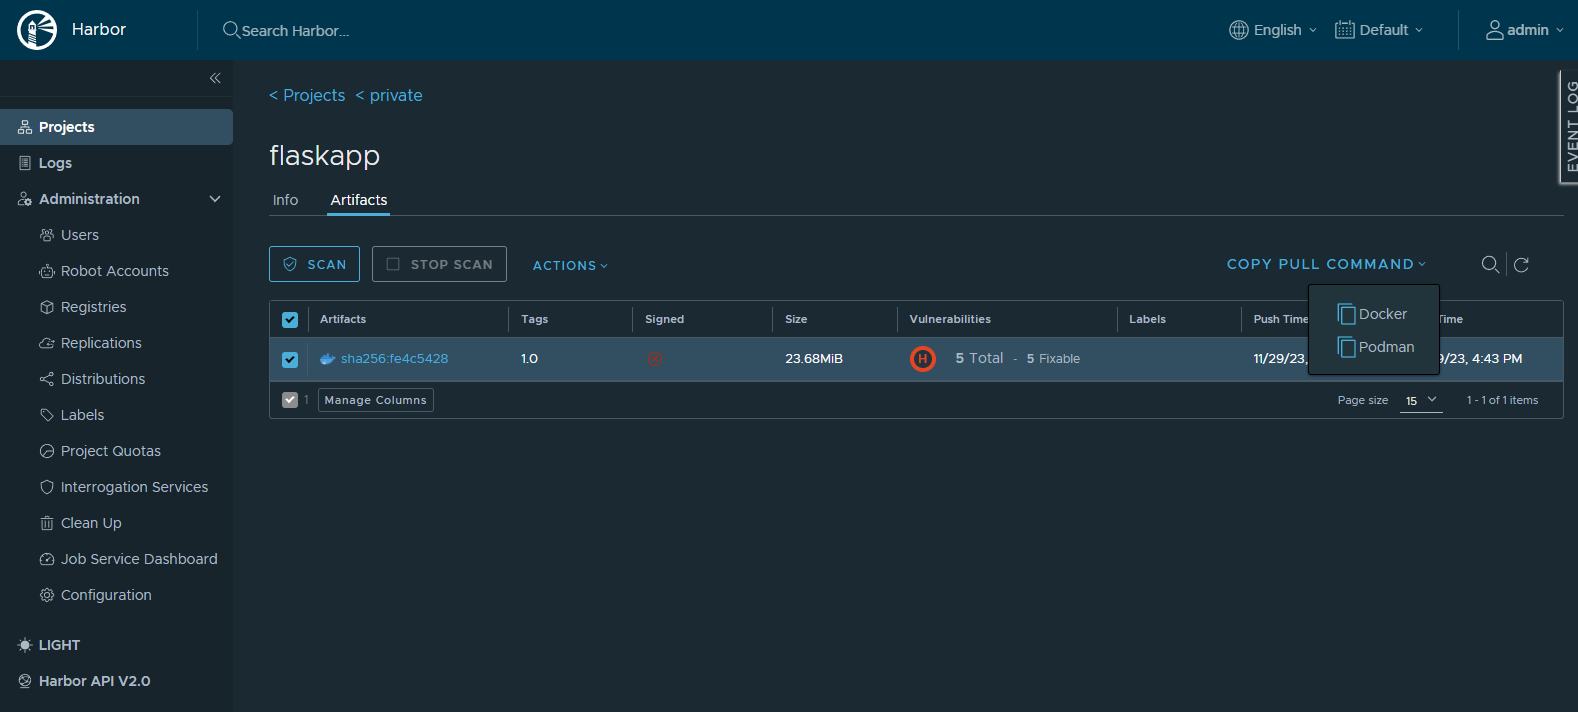 Harbor
Search Harbor...
English
Default
admin
EVENT LOG
Projects
Logs
Administration
Users
Robot Accounts
Registries
Replications
Distributions
Labels
Project Quotas
Interrogation Services
Clean Up
Job Service Dashboard
Configuration
LIGHT
Harbor API V2.0
< Projects < private
flaskapp
Info Artifacts
SCAN STOP SCAN ACTIONS COPY PULL COMMAND
Docker
Podman
Artifacts Tags Signed Size Vulnerabilities Labels Push Time Time
sha256:fe4c5428 1.0 23.68MiB H 5 Total - 5 Fixable 11/29/23, 9/23, 4:43 PM
1 Manage Columns Page size 15 1 - 1 of 1 items